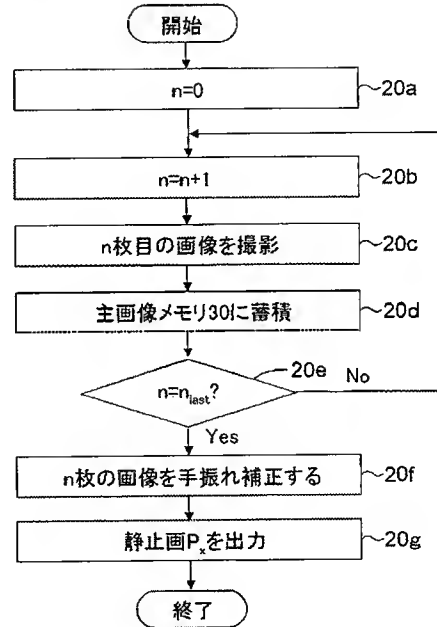 開始
n=0
20a
n=n+1
20b
n枚目の画像を撮影
20c
主画像メモリ30に蓄積
20d
20e
n=nlast?
No
Yes
n枚の画像を手振れ補正する
20f
静止画Pxを出力
20g
終了